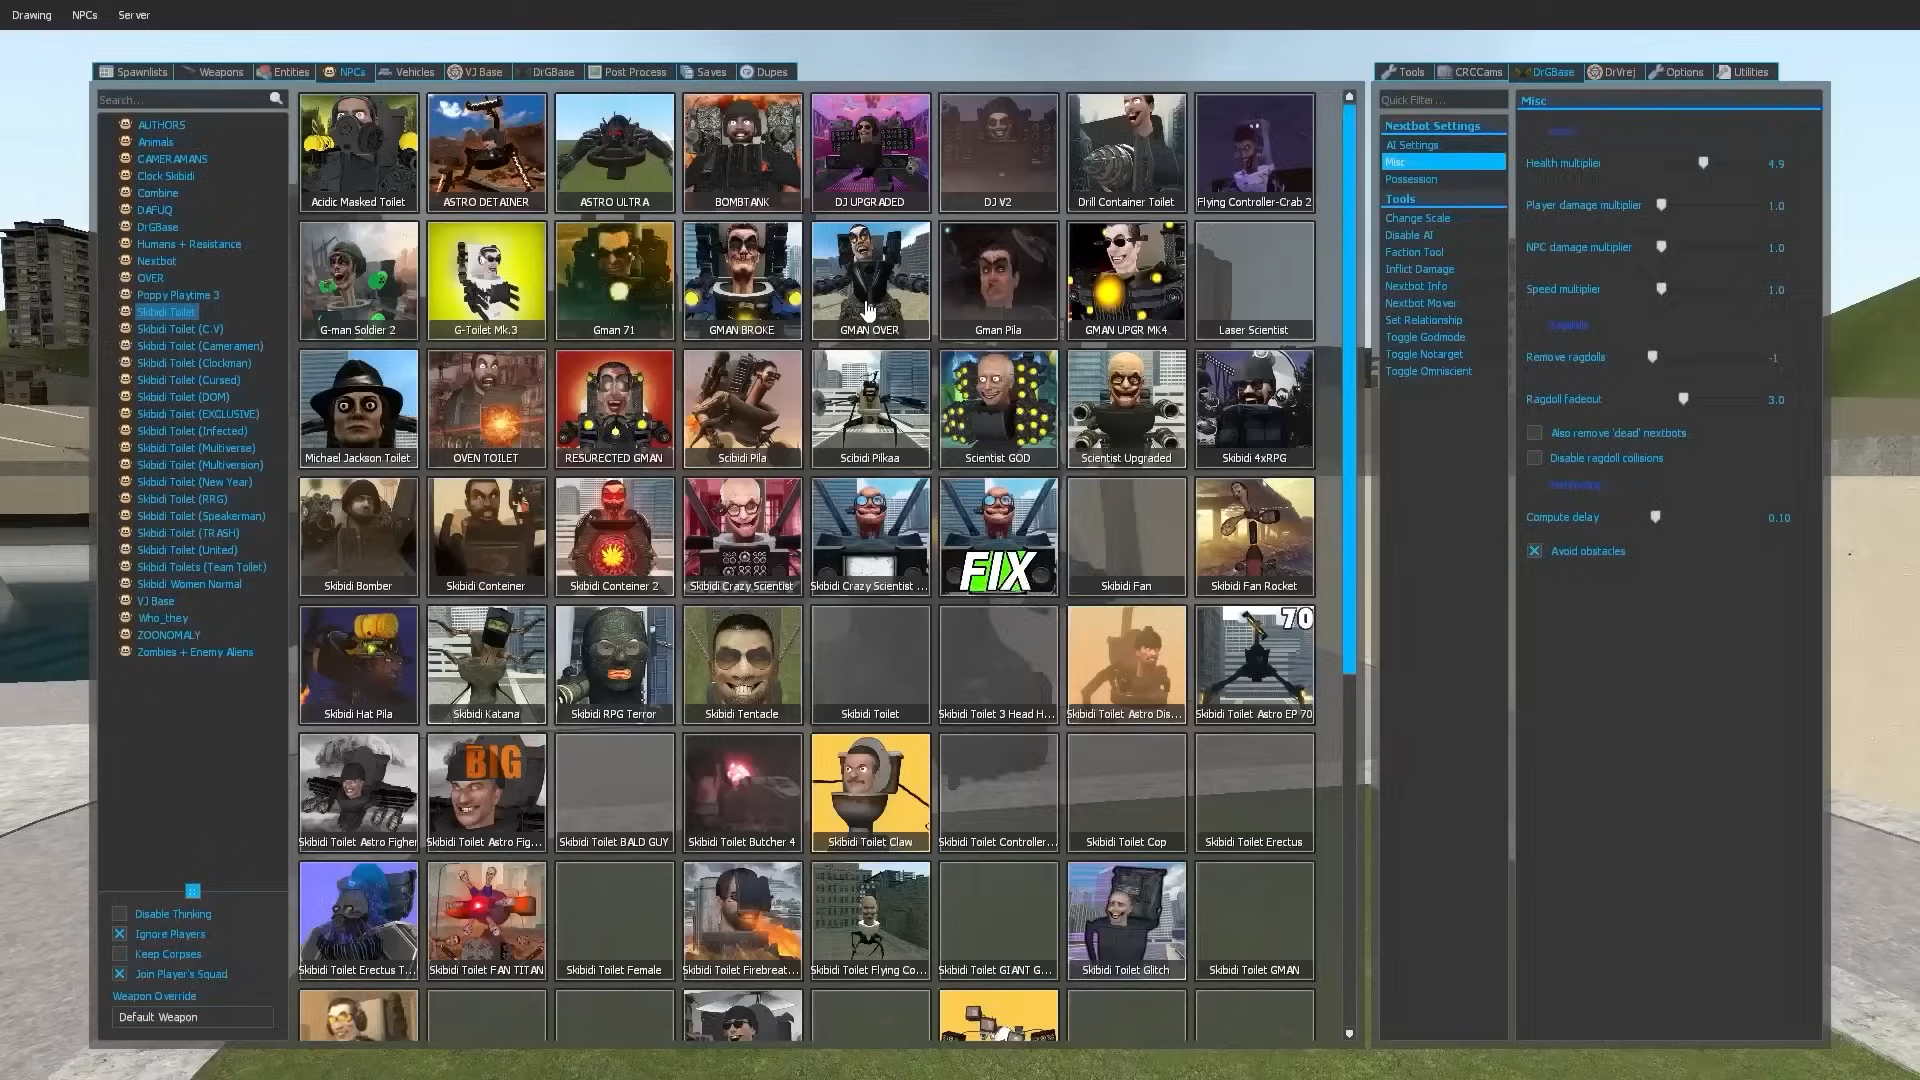 Drawing NPCs Server
Spawnlists Weapons Entities NPCs Vehicles VJ Base DrGBase Post Process Saves Dupes
Search...
AUTHORS
Animals
CAMERAMANS
Clock Skibidi
Combine
DAFUQ
DrGBase
Humans + Resistance
Nextbot
OVER
Poppy Playtime 3
Skibidi Toilet
Skibidi Toilet (C.V)
Skibidi Toilet (Cameramen)
Skibidi Toilet (Clockman)
Skibidi Toilet (Cursed)
Skibidi Toilet (DOM)
Skibidi Toilet (EXCLUSIVE)
Skibidi Toilet (Infected)
Skibidi Toilet (Multiverse)
Skibidi Toilet (Multiversion)
Skibidi Toilet (New Year)
Skibidi Toilet (RRG)
Skibidi Toilet (Speakerman)
Skibidi Toilet (TRASH)
Skibidi Toilet (United)
Skibidi Toilets (Team Toilet)
Skibidi Women Normal
VJ Base
Who_they
ZOONOMALY
Zombies + Enemy Aliens
Disable Thinking
Ignore Players
Keep Corpses
Join Player's Squad
Weapon Override
Default Weapon
Acidic Masked Toilet ASTRO DETAINER ASTRO ULTRA BOMBTANK DJ UPGRADED DJ V2 Drill Container Toilet Flying Controller-Crab 2
G-man Soldier 2 G-Toilet Mk.3 Gman 71 GMAN BROKE GMAN OVER Gman Pila GMAN UPGR MK4 Laser Scientist
Michael Jackson Toilet OVEN TOILET RESURECTED GMAN Scibidi Pila Scibidi Pilkaa Scientist GOD Scientist Upgraded Skibidi 4xRPG
Skibidi Bomber Skibidi Conteiner Skibidi Conteiner 2 Skibidi Crazy Scientist Skibidi Crazy Scientist ... FIX Skibidi Fan Skibidi Fan Rocket
70
Skibidi Hat Pila Skibidi Katana Skibidi RPG Terror Skibidi Tentacle Skibidi Toilet Skibidi Toilet 3 Head H... Skibidi Toilet Astro Dis... Skibidi Toilet Astro EP 70
BIG
Skibidi Toilet Astro Figher Skibidi Toilet Astro Fig... Skibidi Toilet BALD GUY Skibidi Toilet Butcher 4 Skibidi Toilet Claw Skibidi Toilet Controller... Skibidi Toilet Cop Skibidi Toilet Erectus
Skibidi Toilet Erectus T... Skibidi Toilet FAN TITAN Skibidi Toilet Female Skibidi Toilet Firebreat... Skibidi Toilet Flying Co... Skibidi Toilet GIANT G... Skibidi Toilet Glitch Skibidi Toilet GMAN
Tools CRCCams DrGBase DrVrej Options Utilities
Quick Filter...
Nextbot Settings
AI Settings
Misc
Possession
Tools
Change Scale
Disable AI
Faction Tool
Inflict Damage
Nextbot Info
Nextbot Mover
Set Relationship
Toggle Godmode
Toggle Notarget
Toggle Omniscient
Misc
Health multiplier 4.9
Player damage multiplier 1.0
NPC damage multiplier 1.0
Speed multiplier 1.0
Ragdolls
Remove ragdolls -1
Ragdoll fadeout 3.0
Also remove 'dead' nextbots
Disable ragdoll collisions
Compute delay 0.10
Avoid obstacles